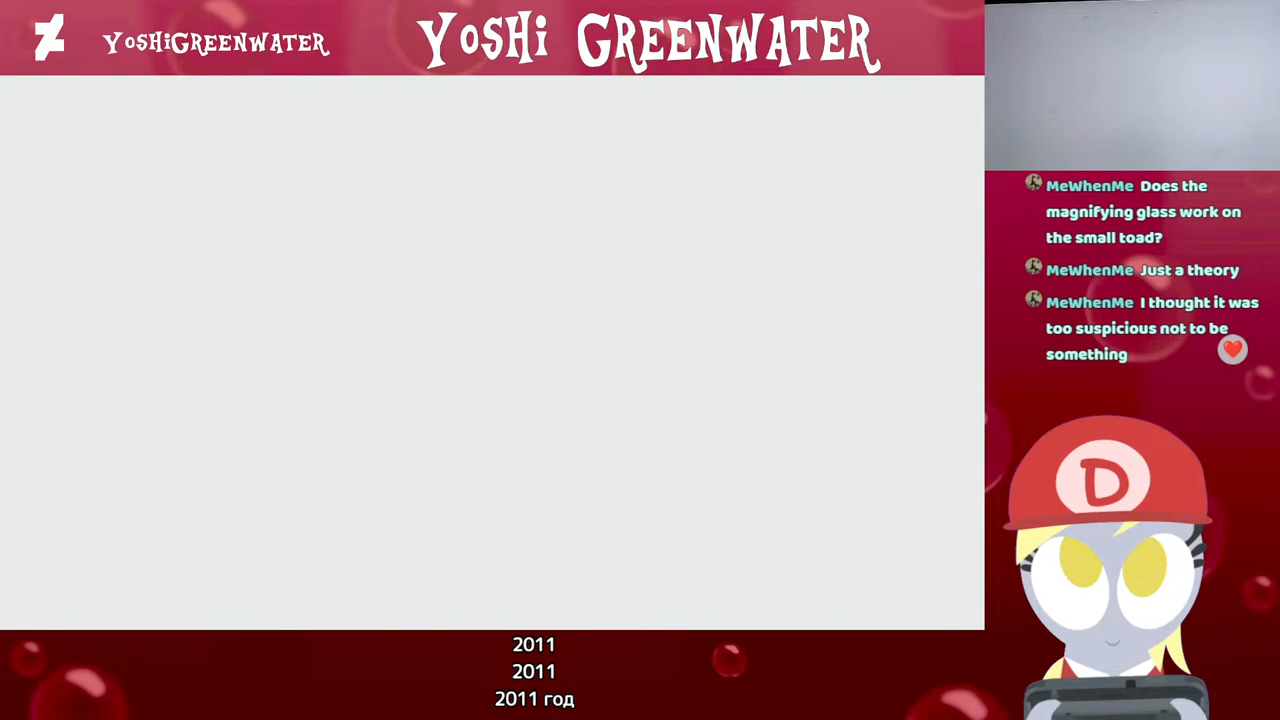 YoshiGreenwater
Yoshi Greenwater
MeWhenMe Does the
magnifying glass work on
the small toad?
MeWhenMe Just a theory
MeWhenMe I thought it was
too suspicious not to be
something
D
2011
2011
2011 год